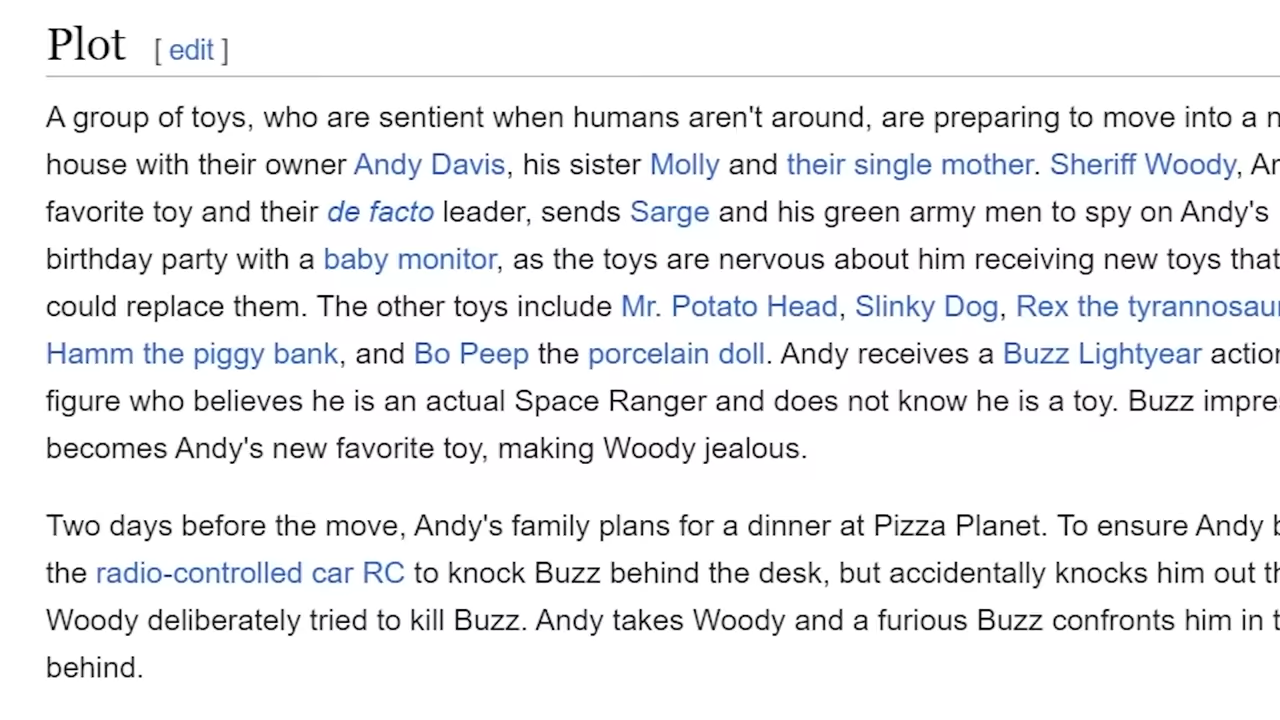 Plot [ edit ]
A group of toys, who are sentient when humans aren't around, are preparing to move into a
house with their owner Andy Davis, his sister Molly and their single mother. Sheriff Woody,
favorite toy and their de facto leader, sends Sarge and his green army men to spy on Andy's
birthday party with a baby monitor, as the toys are nervous about him receiving new toys that
could replace them. The other toys include Mr. Potato Head, Slinky Dog, Rex the
Hamm the piggy bank, and Bo Peep the porcelain doll. Andy receives a Buzz Lightyear
figure who believes he is an actual Space Ranger and does not know he is a toy. Buzz
becomes Andy's new favorite toy, making Woody jealous.
Two days before the move, Andy's family plans for a dinner at Pizza Planet. To ensure Andy
the radio-controlled car RC to knock Buzz behind the desk, but accidentally knocks him out
Woody deliberately tried to kill Buzz. Andy takes Woody and a furious Buzz confronts him in
behind.